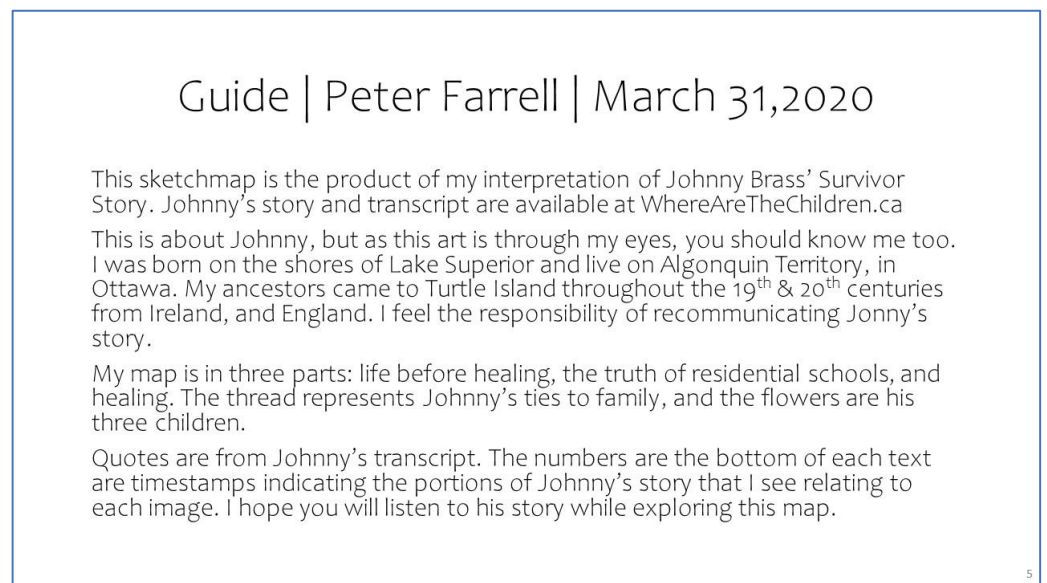 Guide | Peter Farrell | March 31,2020
This sketchmap is the product of my interpretation of Johnny Brass’ Survivor
Story. Johnny’s story and transcript are available at WhereAreTheChildren.ca
This is about Johnny, but as this art is through my eyes, you should know me too.
I was born on the shores of Lake Superior and live on Algonquin Territory, in
Ottawa. My ancestors came to Turtle Island throughout the 19th & 20th centuries
from Ireland, and England. I feel the responsibility of recommunicating Jonny’s
story.
My map is in three parts: life before healing, the truth of residential schools, and
healing. The thread represents Johnny’s ties to family, and the flowers are his
three children.
Quotes are from Johnny’s transcript. The numbers are the bottom of each text
are timestamps indicating the portions of Johnny’s story that I see relating to
each image. I hope you will listen to his story while exploring this map.
5